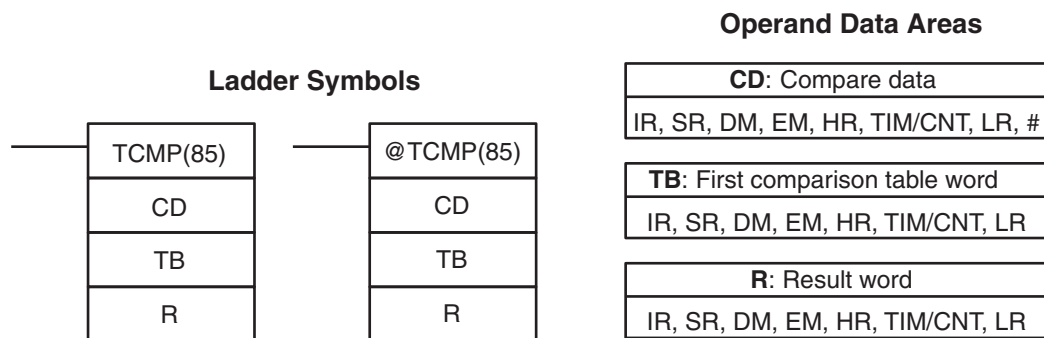 Operand Data Areas
Ladder Symbols
CD: Compare data
IR, SR, DM, EM, HR, TIM/CNT, LR, #
TB: First comparison table word
IR, SR, DM, EM, HR, TIM/CNT, LR
R: Result word
IR, SR, DM, EM, HR, TIM/CNT, LR
TCMP(85)
CD
TB
R
@TCMP(85)
CD
TB
R